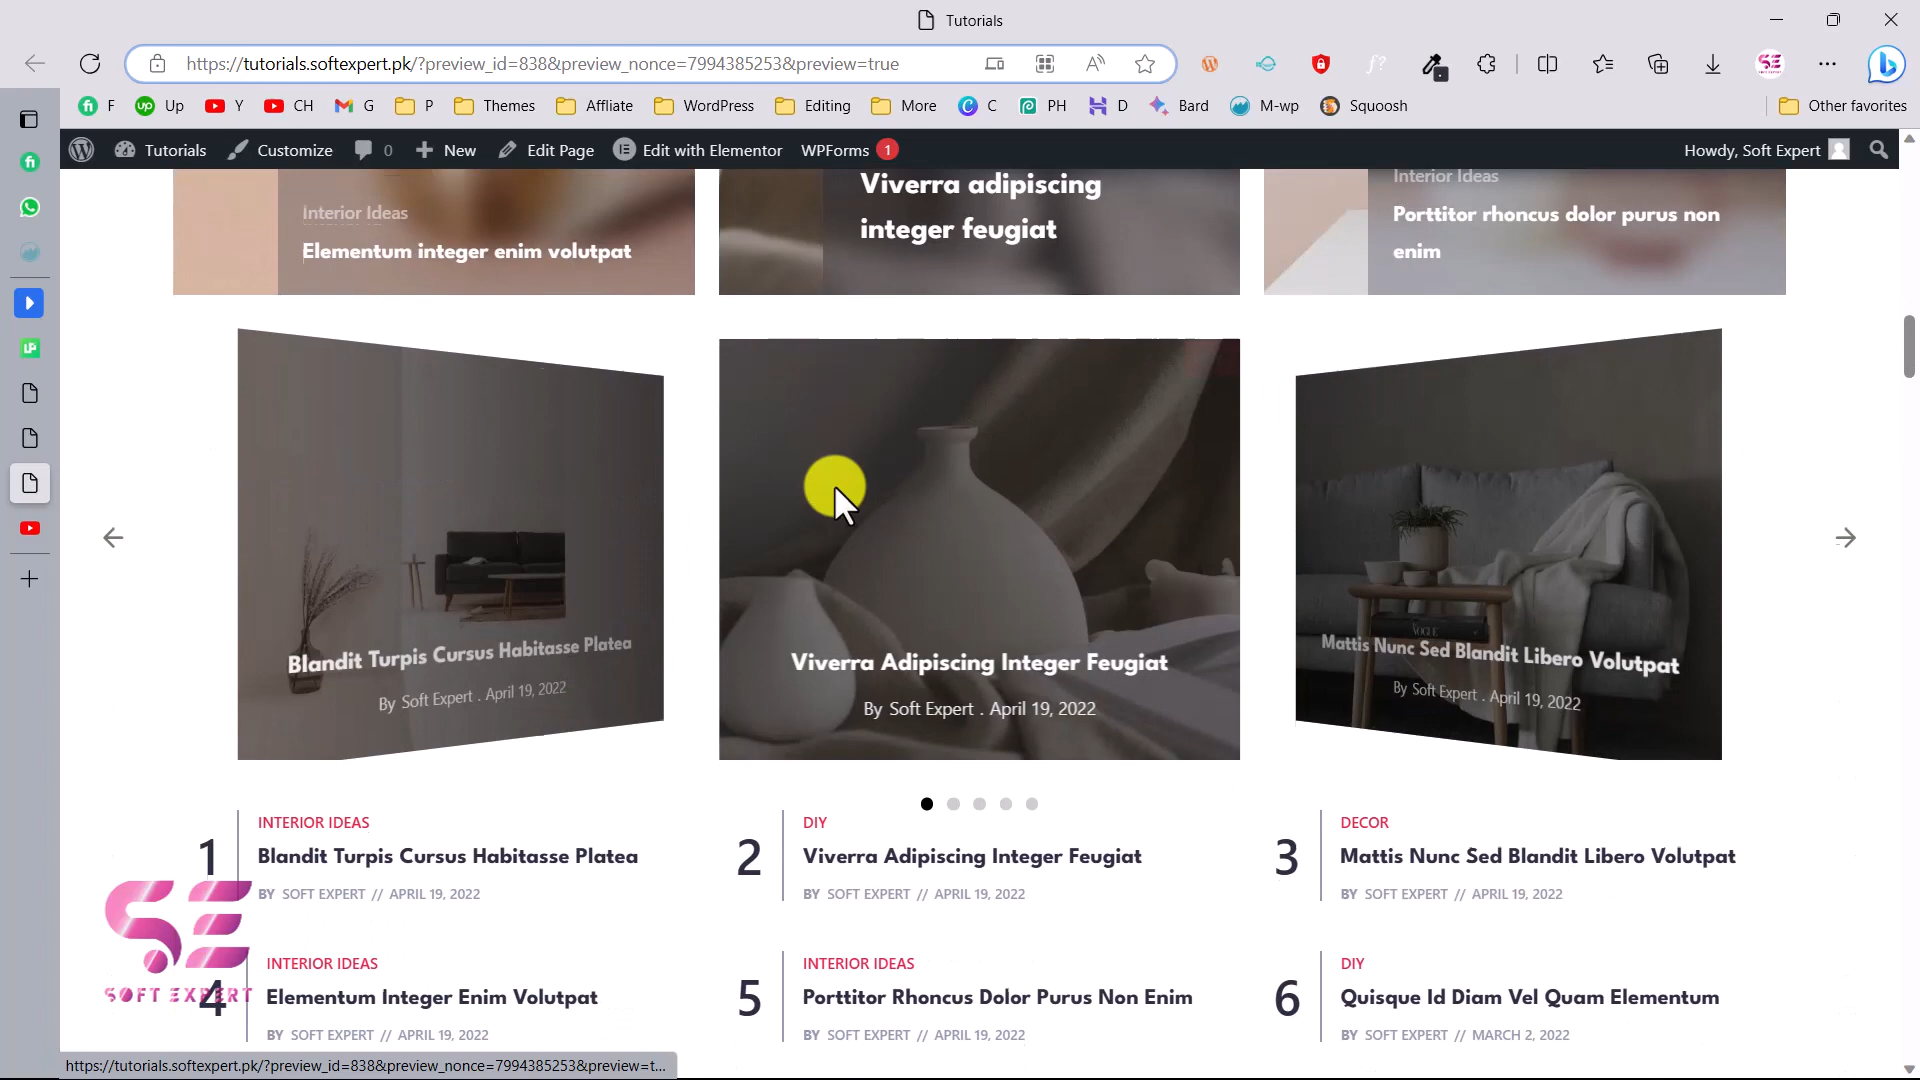 Tutorials
https://tutorials.softexpert.pk/?preview_id=838&preview_nonce=7994385253&preview=true
F Up Y CH G P Themes Affliate WordPress Editing More C PH D Bard M-wp Squoosh Other favorites
Tutorials Customize 0 New Edit Page Edit with Elementor WPForms 1 Howdy, Soft Expert
Interior Ideas
Elementum integer enim volutpat
Viverra adipiscing
integer feugiat
Interior Ideas
Porttitor rhoncus dolor purus non
enim
Blandit Turpis Cursus Habitasse Platea
By Soft Expert . April 19, 2022
Viverra Adipiscing Integer Feugiat
By Soft Expert . April 19, 2022
VOGUE
Mattis Nunc Sed Blandit Libero Volutpat
By Soft Expert . April 19, 2022
1
INTERIOR IDEAS
Blandit Turpis Cursus Habitasse Platea
BY SOFT EXPERT // APRIL 19, 2022
2
DIY
Viverra Adipiscing Integer Feugiat
BY SOFT EXPERT // APRIL 19, 2022
3
DECOR
Mattis Nunc Sed Blandit Libero Volutpat
BY SOFT EXPERT // APRIL 19, 2022
4
INTERIOR IDEAS
Elementum Integer Enim Volutpat
BY SOFT EXPERT // APRIL 19, 2022
5
INTERIOR IDEAS
Porttitor Rhoncus Dolor Purus Non Enim
BY SOFT EXPERT // APRIL 19, 2022
6
DIY
Quisque Id Diam Vel Quam Elementum
BY SOFT EXPERT // MARCH 2, 2022
SE
SOFT EXPERT
https://tutorials.softexpert.pk/?preview_id=838&preview_nonce=7994385253&preview=t...